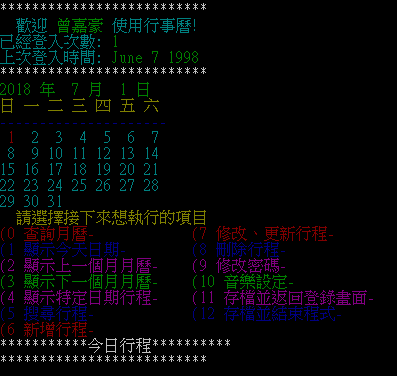 **************************
歡迎 曾嘉豪 使用行事曆!
已經登入次數: 1
上次登入時間: June 7 1998
**************************
2018 年 7 月 1 日
日 一 二 三 四 五 六
1 2 3 4 5 6 7
8 9 10 11 12 13 14
15 16 17 18 19 20 21
22 23 24 25 26 27 28
29 30 31
請選擇接下來想執行的項目
(0 查詢月曆- (7 修改、更新行程-
(1 顯示今天日期- (8 刪除行程-
(2 顯示上一個月月曆- (9 修改密碼-
(3 顯示下一個月月曆- (10 音樂設定-
(4 顯示特定日期行程- (11 存檔並返回登錄畫面-
(5 搜尋行程- (12 存檔並結束程式-
(6 新增行程-
***********今日行程**********
**************************